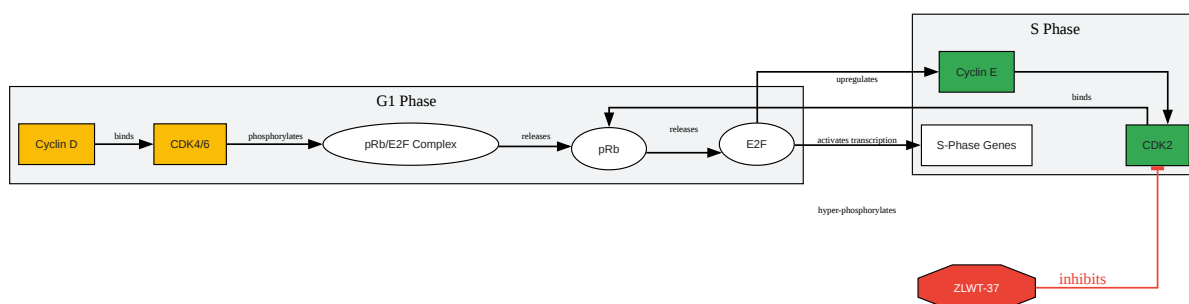 S Phase
Cyclin E
upregulates
G1 Phase
binds
Cyclin D
binds
CDK4/6
phosphorylates
pRb/E2F Complex
releases
pRb
releases
E2F
activates transcription
S-Phase Genes
CDK2
hyper-phosphorylates
ZLWT-37
inhibits